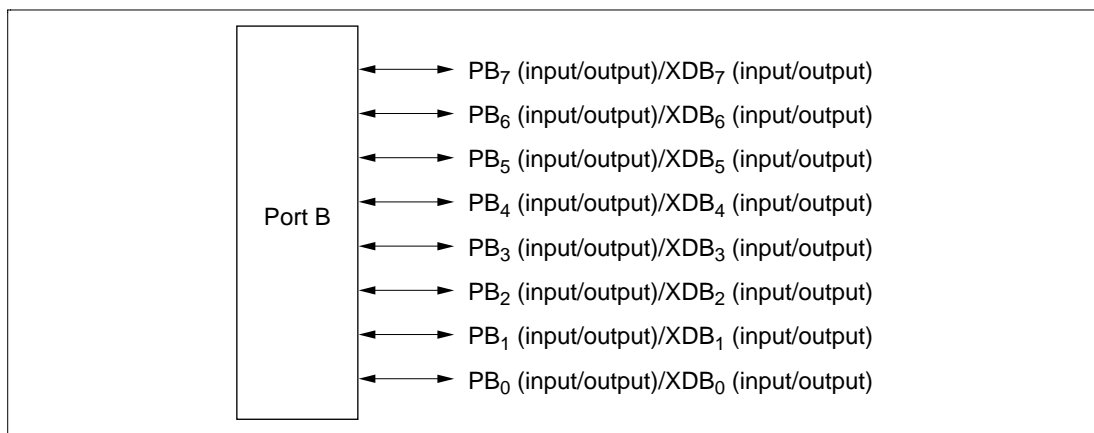 PB₇ (input/output)/XDB₇ (input/output)
PB₆ (input/output)/XDB₆ (input/output)
PB₅ (input/output)/XDB₅ (input/output)
PB₄ (input/output)/XDB₄ (input/output)
Port B
PB₃ (input/output)/XDB₃ (input/output)
PB₂ (input/output)/XDB₂ (input/output)
PB₁ (input/output)/XDB₁ (input/output)
PB₀ (input/output)/XDB₀ (input/output)